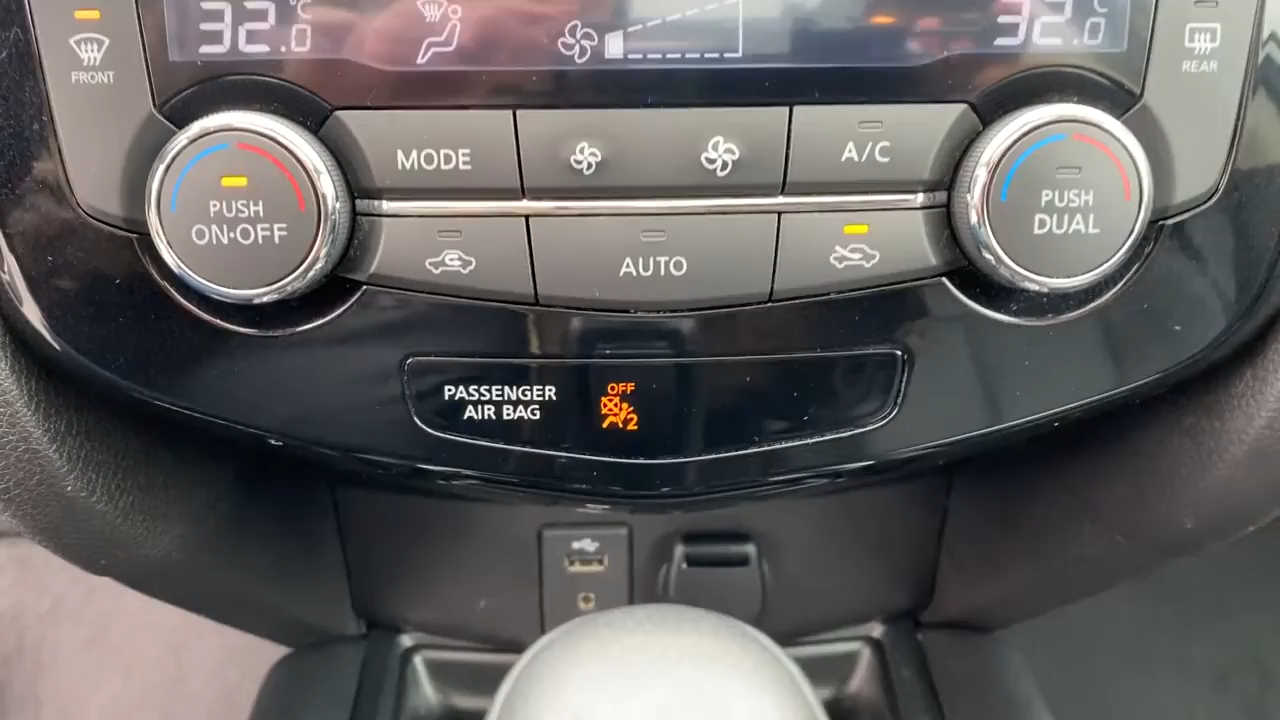 32.0 °C
32.0 °C
FRONT
REAR
MODE
A/C
PUSH
ON·OFF
PUSH
DUAL
AUTO
PASSENGER
AIR BAG
OFF
2